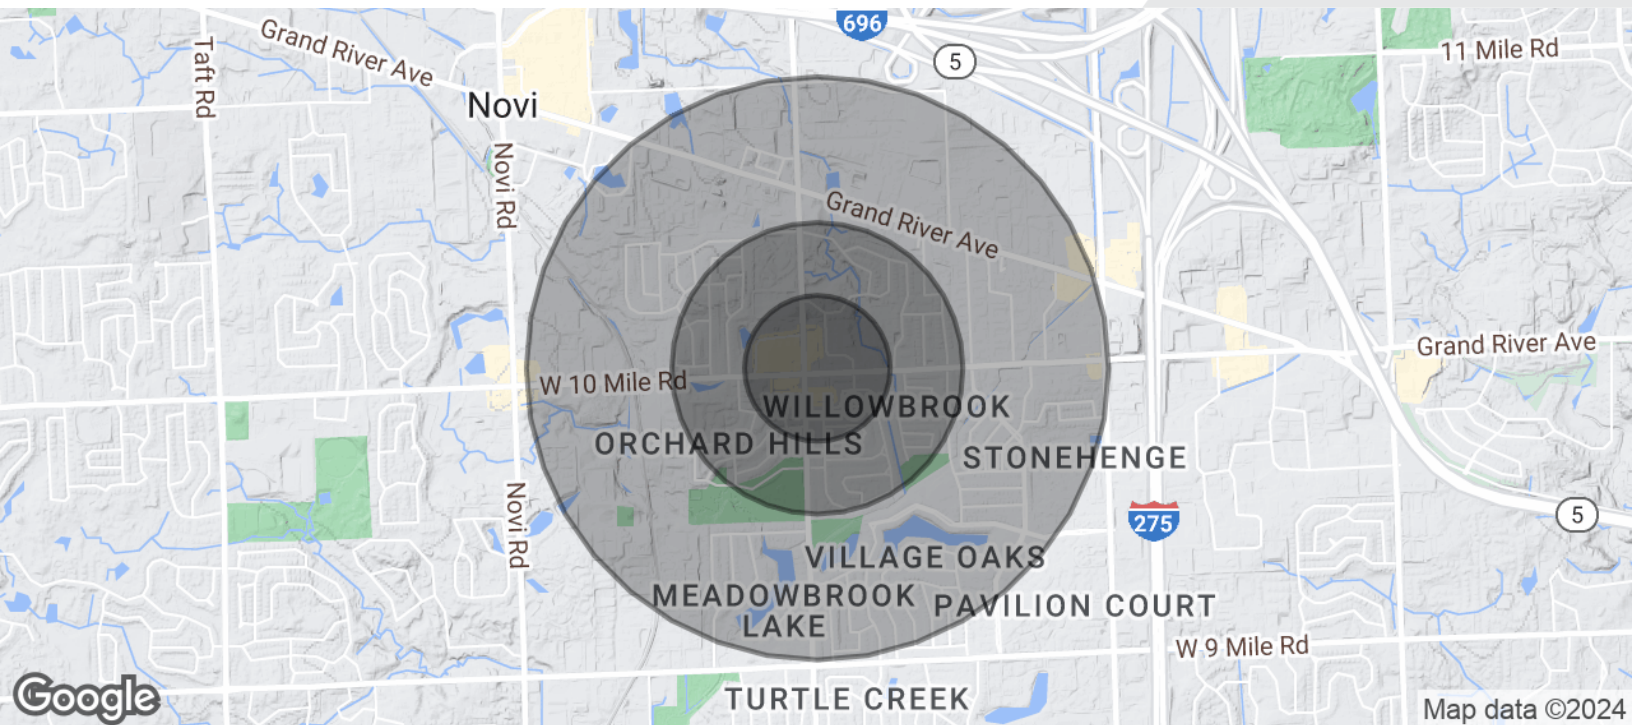 696
Grand River Ave
Taft Rd
5
11 Mile Rd
Novi
Novi Rd
Grand River Ave
Grand River Ave
W 10 Mile Rd
WILLOWBROOK
ORCHARD HILLS
STONEHENGE
Novi Rd
275
5
VILLAGE OAKS
MEADOWBROOK
LAKE
PAVILION COURT
W 9 Mile Rd
Google
TURTLE CREEK
Map data ©2024